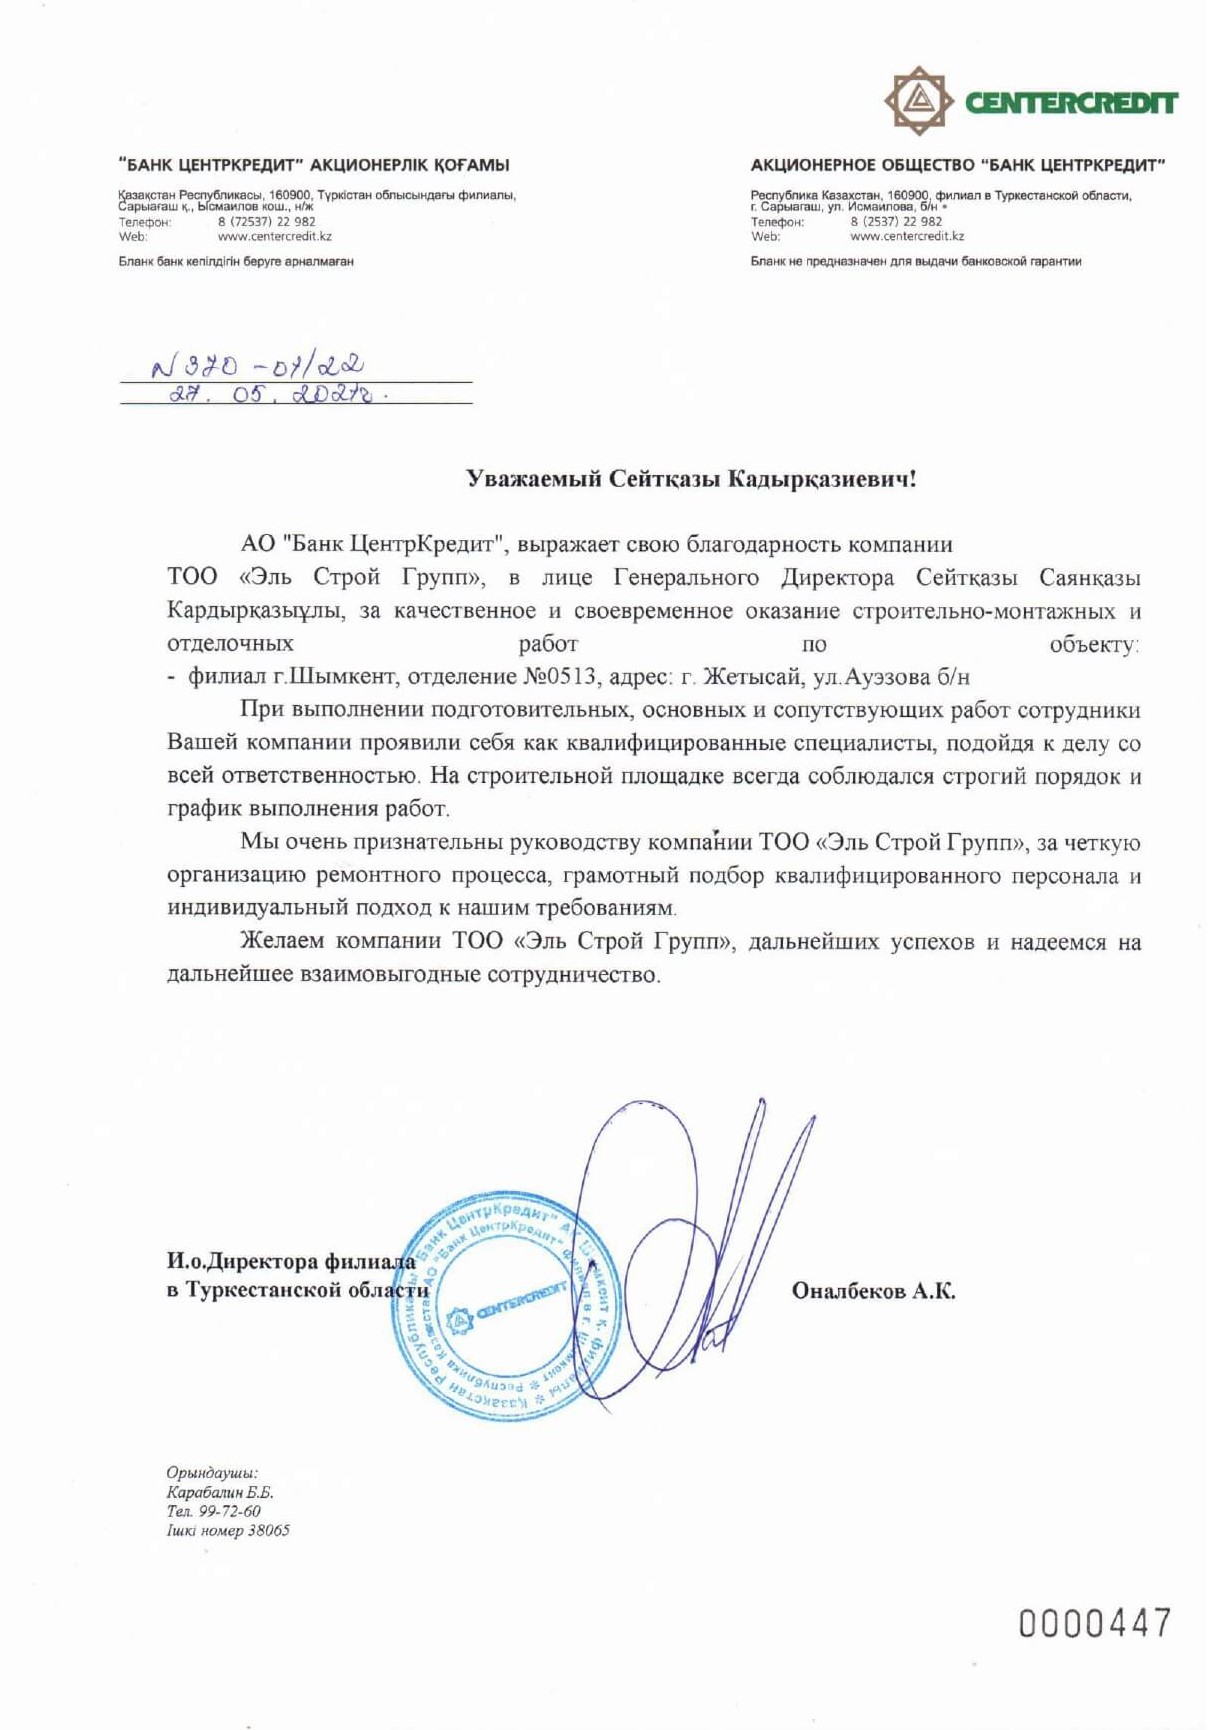 CENTERCREDIT
"БАНК ЦЕНТРКРЕДИТ" АКЦИОНЕРЛІК ҚОҒАМЫ
Қазақстан Республикасы, 160900, Түркістан облысындағы филиалы,
Сарыағаш қ., Ысмаилов көш., н/ж
Телефон: 8 (72537) 22 982
Web: www.centercredit.kz
Бланк банк кепілдігін беруге арналмаған
АКЦИОНЕРНОЕ ОБЩЕСТВО "БАНК ЦЕНТРКРЕДИТ"
Республика Казахстан, 160900, филиал в Туркестанской области,
г. Сарыагаш, ул. Исмаилова, б/н
Телефон: 8 (2537) 22 982
Web: www.centercredit.kz
Бланк не предназначен для выдачи банковской гарантии
N 370-07/22
27. 05. 2021г.
Уважаемый Сейтқазы Кадырқазиевич!
АО "Банк ЦентрКредит", выражает свою благодарность компании
ТОО «Эль Строй Групп», в лице Генерального Директора Сейтқазы Саянқазы
Кардырқазыұлы, за качественное и своевременное оказание строительно-монтажных и
отделочных работ по объекту:
- филиал г.Шымкент, отделение №0513, адрес: г. Жетысай, ул.Ауэзова б/н
При выполнении подготовительных, основных и сопутствующих работ сотрудники
Вашей компании проявили себя как квалифицированные специалисты, подойдя к делу со
всей ответственностью. На строительной площадке всегда соблюдался строгий порядок и
график выполнения работ.
Мы очень признательны руководству компании ТОО «Эль Строй Групп», за четкую
организацию ремонтного процесса, грамотный подбор квалифицированного персонала и
индивидуальный подход к нашим требованиям.
Желаем компании ТОО «Эль Строй Групп», дальнейших успехов и надеемся на
дальнейшее взаимовыгодные сотрудничество.
И.о.Директора филиала
в Туркестанской области
Оналбеков А.К.
Қазақстан Республикасы "Банк ЦентрКредит" АҚ Шымкент қ. филиалы
Республика Казахстан АО "Банк ЦентрКредит" филиал в г. Шымкент
CENTERCREDIT
Орындаушы:
Карабалин Б.Б.
Тел. 99-72-60
Ішкі номер 38065
0000447